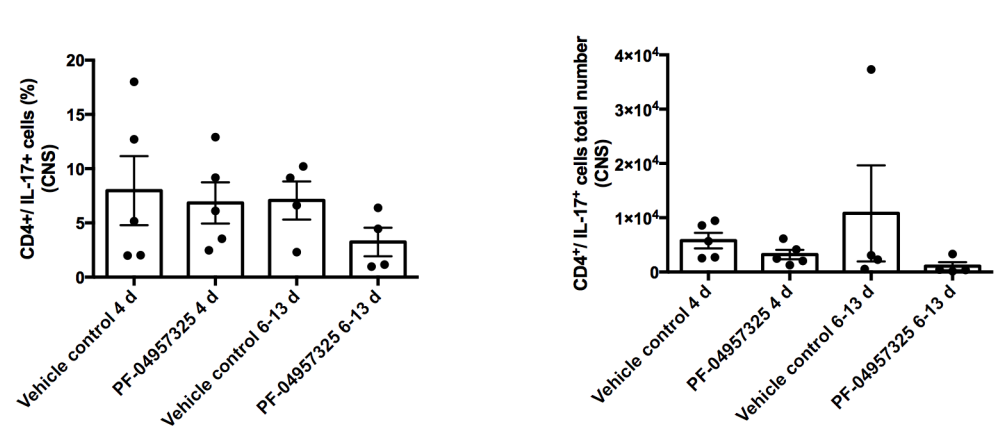 CD4+/ IL-17+ cells (%)
(CNS)
20
15
10
5
0
Vehicle control 4 d
PF-04957325 4 d
Vehicle control 6-13 d
PF-04957325 6-13 d
CD4⁺/ IL-17⁺ cells total number
(CNS)
4×10⁴
3×10⁴
2×10⁴
1×10⁴
0
Vehicle control 4 d
PF-04957325 4 d
Vehicle control 6-13 d
PF-04957325 6-13 d